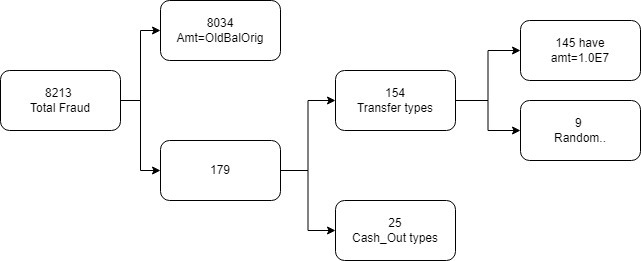 8213
Total Fraud
8034
Amt=OldBalOrig
179
154
Transfer types
25
Cash_Out types
145 have
amt=1.0E7
9
Random..